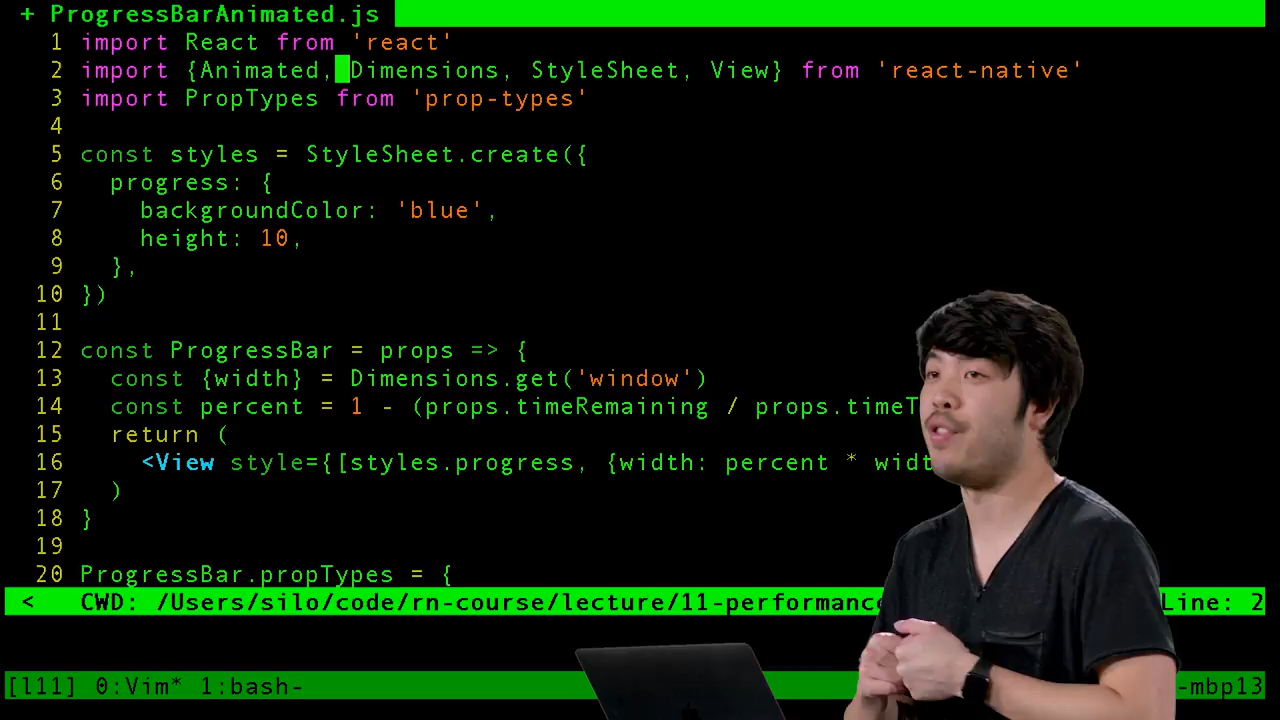 + ProgressBarAnimated.js
1 import React from 'react'
2 import {Animated, Dimensions, StyleSheet, View} from 'react-native'
3 import PropTypes from 'prop-types'
4
5 const styles = StyleSheet.create({
6   progress: {
7     backgroundColor: 'blue',
8     height: 10,
9   },
10 })
11
12 const ProgressBar = props => {
13   const {width} = Dimensions.get('window')
14   const percent = 1 - (props.timeRemaining / props.timeT
15   return (
16     <View style={[styles.progress, {width: percent * widt
17   )
18 }
19
20 ProgressBar.propTypes = {
< CWD: /Users/silo/code/rn-course/lecture/11-performance Line: 2
[l11] 0:Vim* 1:bash- -mbp13